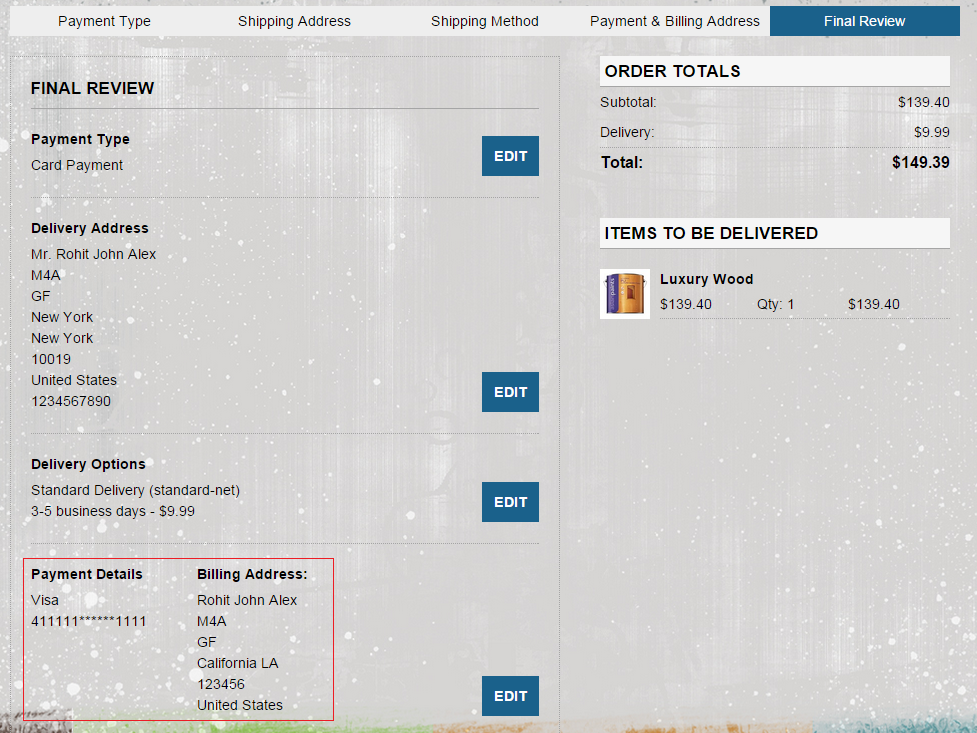 Payment Type Shipping Address Shipping Method Payment & Billing Address Final Review
FINAL REVIEW
Payment Type
Card Payment
EDIT
Delivery Address
Mr. Rohit John Alex
M4A
GF
New York
New York
10019
United States
1234567890
EDIT
Delivery Options
Standard Delivery (standard-net)
3-5 business days - $9.99
EDIT
Payment Details
Visa
411111******1111
Billing Address:
Rohit John Alex
M4A
GF
California LA
123456
United States
EDIT
ORDER TOTALS
Subtotal: $139.40
Delivery: $9.99
Total: $149.39
ITEMS TO BE DELIVERED
Luxury Wood
$139.40 Qty: 1 $139.40